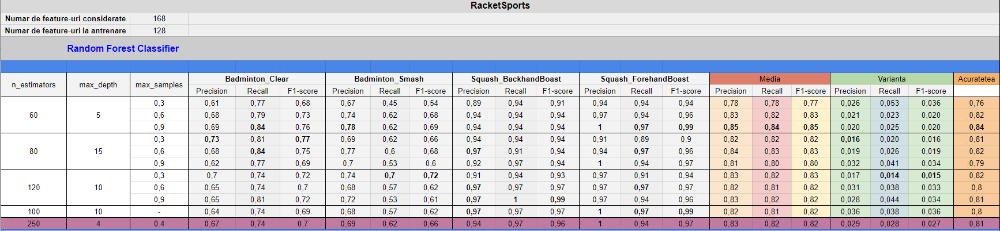 RacketSports
Numar de feature-uri considerate 168
Numar de feature-uri la antrenare 128
Random Forest Classifier
n_estimators max_depth max_samples Badminton_Clear Badminton_Smash Squash_BackhandBoast Squash_ForehandBoast Media Varianta Acuratetea
Precision Recall F1-score Precision Recall F1-score Precision Recall F1-score Precision Recall F1-score Precision Recall F1-score Precision Recall F1-score
60 5 0,3 0,61 0,77 0,68 0,67 0,45 0,54 0,89 0,94 0,91 0,94 0,94 0,94 0,78 0,78 0,77 0,026 0,053 0,036 0,76
0,6 0,68 0,79 0,73 0,74 0,62 0,68 0,94 0,94 0,94 0,97 0,94 0,96 0,83 0,82 0,83 0,021 0,023 0,020 0,82
0,9 0,69 0,84 0,76 0,78 0,62 0,69 0,94 0,94 0,94 1 0,97 0,99 0,85 0,84 0,85 0,020 0,025 0,020 0,84
80 15 0,3 0,73 0,81 0,77 0,69 0,62 0,66 0,94 0,94 0,94 0,91 0,89 0,9 0,82 0,82 0,82 0,016 0,020 0,016 0,81
0,6 0,68 0,84 0,75 0,77 0,6 0,68 0,97 0,91 0,94 0,94 0,97 0,96 0,84 0,83 0,83 0,019 0,026 0,019 0,82
0,9 0,62 0,77 0,69 0,7 0,53 0,6 0,92 0,97 0,94 1 0,94 0,97 0,81 0,80 0,80 0,032 0,041 0,034 0,79
120 10 0,3 0,7 0,74 0,72 0,74 0,7 0,72 0,91 0,94 0,93 0,97 0,91 0,94 0,83 0,82 0,83 0,017 0,014 0,015 0,82
0,6 0,65 0,74 0,7 0,68 0,57 0,62 0,97 0,97 0,97 0,97 0,97 0,97 0,82 0,81 0,82 0,031 0,038 0,033 0,8
0,9 0,65 0,81 0,72 0,72 0,53 0,61 0,97 1 0,99 0,97 0,94 0,96 0,83 0,82 0,82 0,028 0,044 0,034 0,81
100 10 - 0,64 0,74 0,69 0,68 0,57 0,62 0,97 0,97 0,97 1 0,97 0,99 0,82 0,81 0,82 0,036 0,038 0,036 0,8
250 4 0.4 0,67 0,74 0,7 0,69 0,62 0,66 0,94 0,97 0,96 1 0,94 0,97 0,83 0,82 0,82 0,029 0,028 0,027 0,81